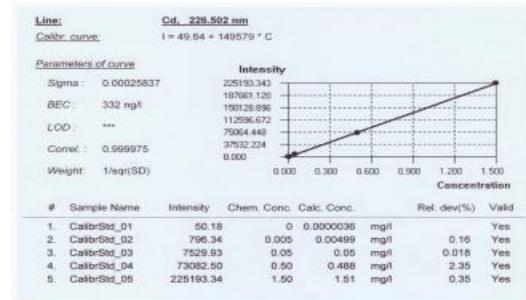 Line: Cd, 226.502 nm
Calibr. curve: I = 49.64 + 149579 * C
Parameters of curve
Sigma : 0.00025837
BEC : 332 ng/l
LOD : ***
Correl. : 0.999975
Weight: 1/sqr(SD)
Intensity
225193.343
187661.120
150128.896
112596.672
75064.448
37532.224
0.000
0.000 0.300 0.600 0.900 1.200 1.500
Concentration
# Sample Name Intensity Chem. Conc. Calc. Conc. Rel. dev(%) Valid
1. CalibrStd_01 50.18 0 0.0000036 mg/l Yes
2. CalibrStd_02 796.34 0.005 0.00499 mg/l 0.16 Yes
3. CalibrStd_03 7529.93 0.05 0.05 mg/l 0.018 Yes
4. CalibrStd_04 73082.50 0.50 0.488 mg/l 2.35 Yes
5. CalibrStd_05 225193.34 1.50 1.51 mg/l 0.35 Yes